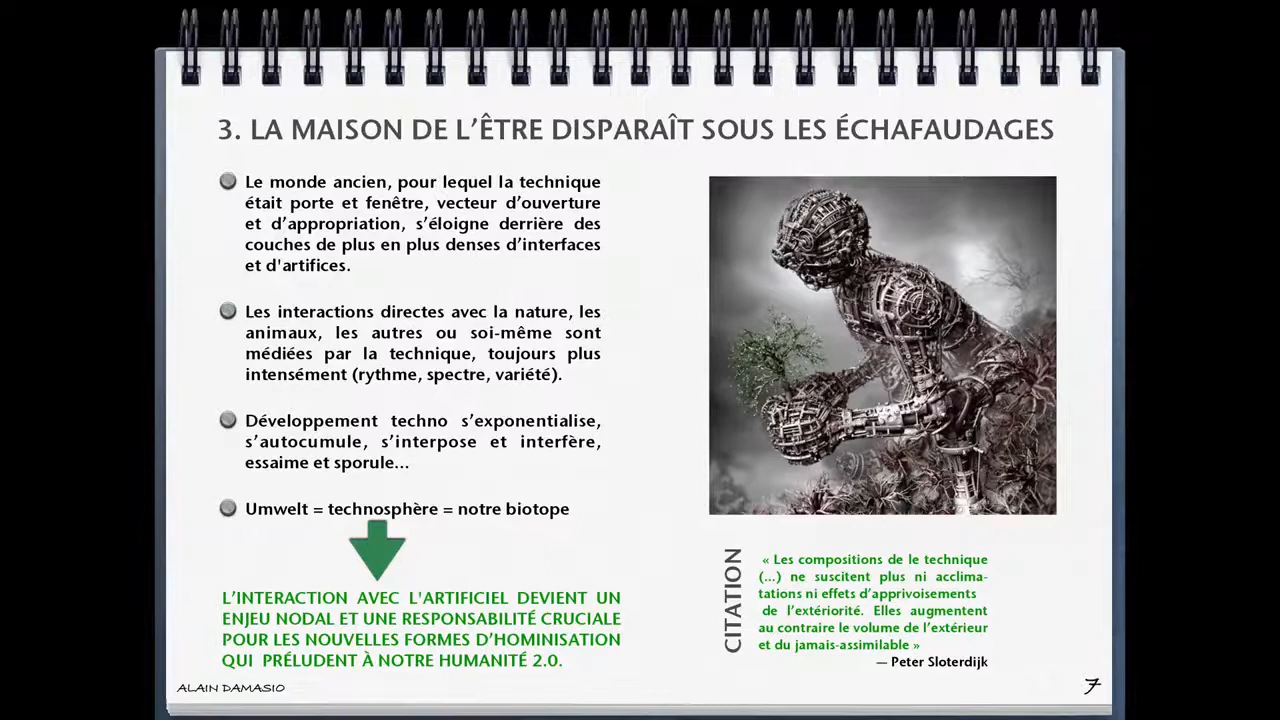 3. LA MAISON DE L’ÊTRE DISPARAÎT SOUS LES ÉCHAFAUDAGES
Le monde ancien, pour lequel la technique
était porte et fenêtre, vecteur d’ouverture
et d’appropriation, s’éloigne derrière des
couches de plus en plus denses d’interfaces
et d'artifices.
Les interactions directes avec la nature, les
animaux, les autres ou soi-même sont
médiées par la technique, toujours plus
intensément (rythme, spectre, variété).
Développement techno s’exponentialise,
s’autocumule, s’interpose et interfère,
essaime et sporule...
Umwelt = technosphère = notre biotope
L’INTERACTION AVEC L'ARTIFICIEL DEVIENT UN
ENJEU NODAL ET UNE RESPONSABILITÉ CRUCIALE
POUR LES NOUVELLES FORMES D’HOMINISATION
QUI PRÉLUDENT À NOTRE HUMANITÉ 2.0.
CITATION
« Les compositions de le technique
(...) ne suscitent plus ni acclima-
tations ni effets d’apprivoisements
de l’extériorité. Elles augmentent
au contraire le volume de l’extérieur
et du jamais-assimilable »
— Peter Sloterdijk
ALAIN DAMASIO
7